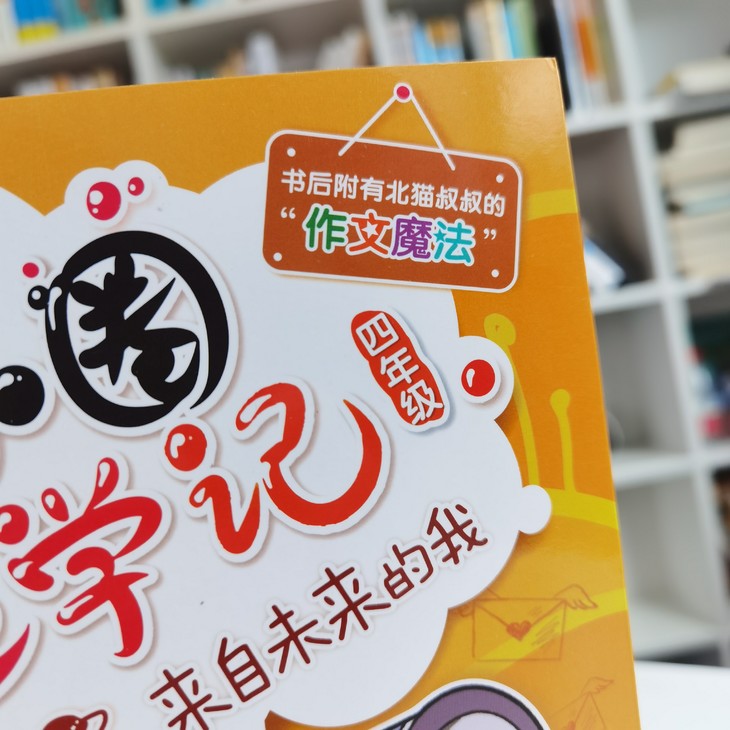 书后附有北猫叔叔的
“作文魔法”
圈
四年级
学记
来自未来的我